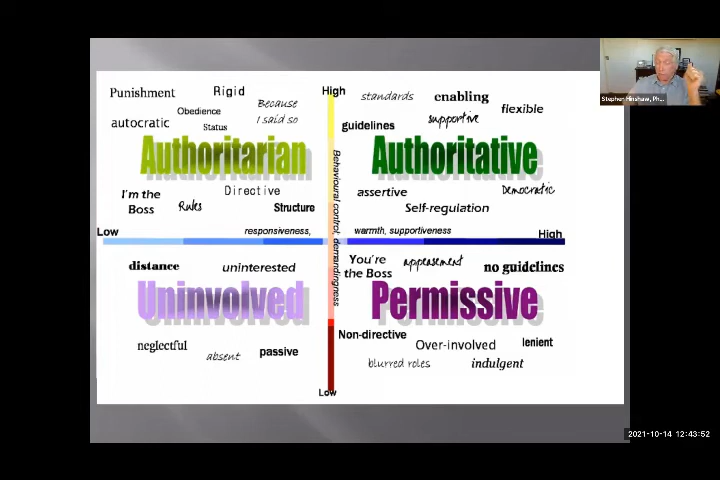 Stephen Hinshaw, Ph...
Punishment
Rigid
High
standards
enabling
Obedience
Because
I said so
flexible
autocratic
Status
guidelines
supportive
Authoritarian
Authoritative
Behavioural control, demandingness
I'm the
Boss
Rules
Directive
Structure
assertive
Democratic
Self-regulation
Low
responsiveness, warmth, supportiveness
High
distance
uninterested
You're
the Boss
appeasement
no guidelines
Uninvolved
Permissive
neglectful
absent
passive
Non-directive
Over-involved
lenient
blurred roles
indulgent
Low
2021-10-14 12:43:52